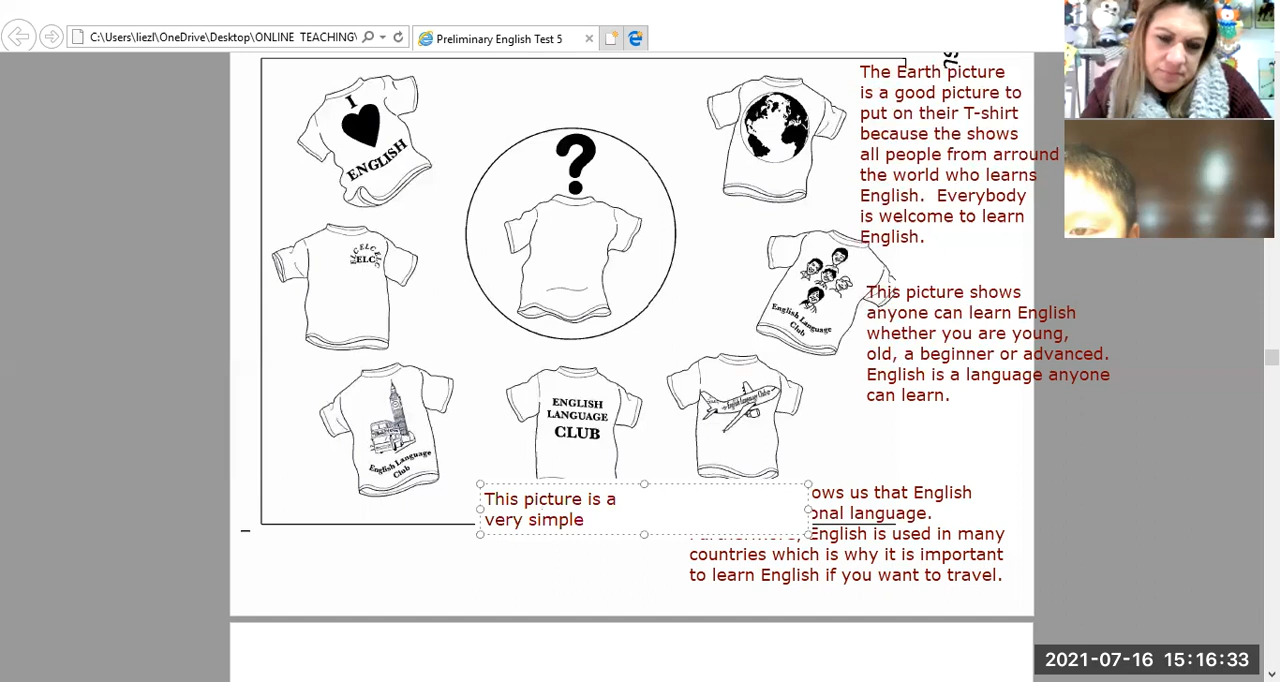 C:\Users\liezl\OneDrive\Desktop\ONLINE TEACHING\
Preliminary English Test 5
The Earth picture
is a good picture to
put on their T-shirt
because the shows
all people from arround
the world who learns
English. Everybody
is welcome to learn
English.
This picture shows
anyone can learn English
whether you are young,
old, a beginner or advanced.
English is a language anyone
can learn.
I
ENGLISH
?
ELC
English Language
Club
English Language
Club
ENGLISH
LANGUAGE
CLUB
English Language Club
This picture is a
very simple
ows us that English
onal language.
English is used in many
countries which is why it is important
to learn English if you want to travel.
2021-07-16 15:16:33